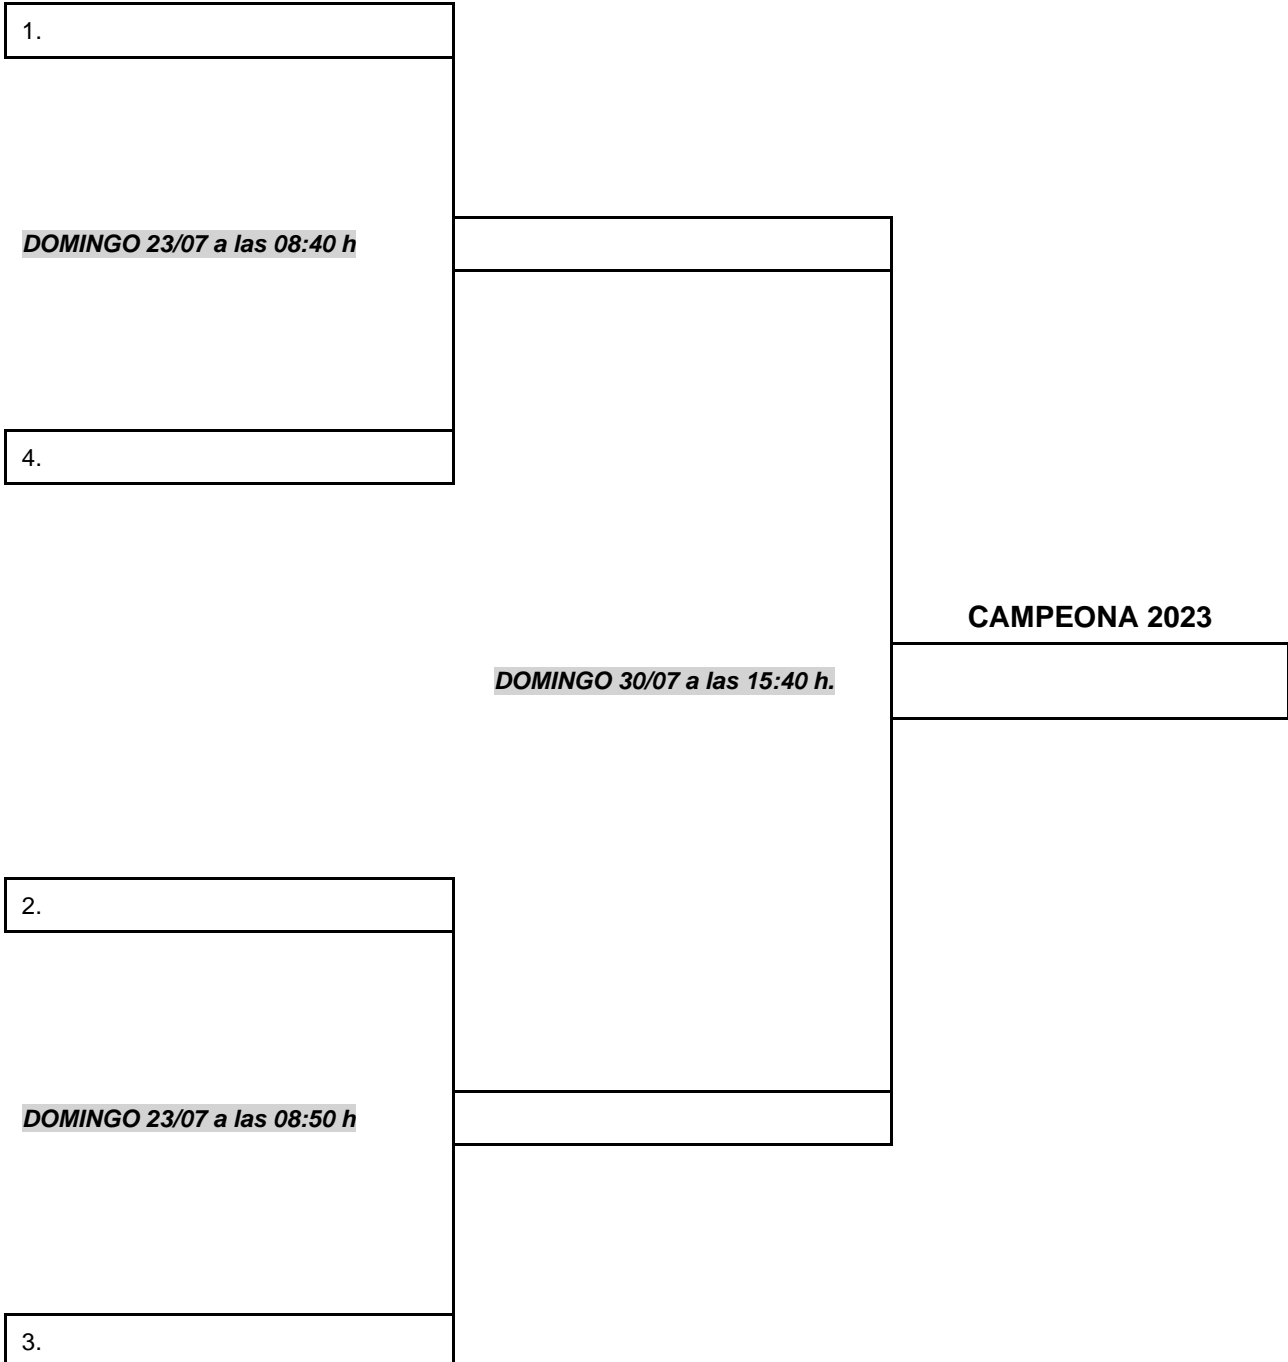 1.
DOMINGO 23/07 a las 08:40 h
4.
CAMPEONA 2023
DOMINGO 30/07 a las 15:40 h.
2.
DOMINGO 23/07 a las 08:50 h
3.